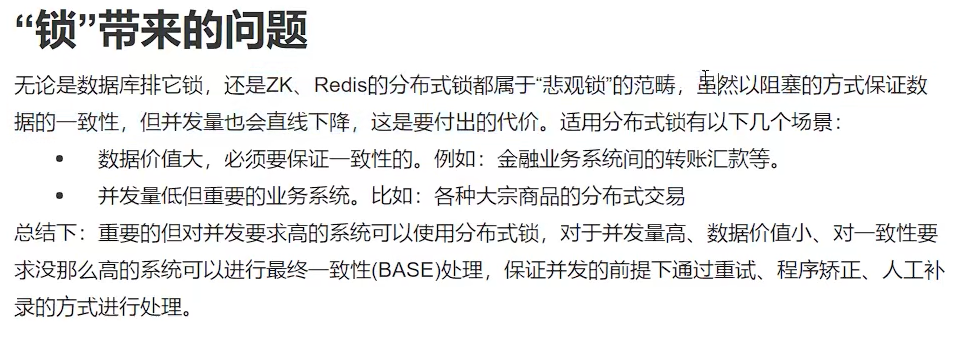 “锁”带来的问题
无论是数据库排它锁，还是ZK、Redis的分布式锁都属于“悲观锁”的范畴，虽然以阻塞的方式保证数
据的一致性，但并发量也会直线下降，这是要付出的代价。适用分布式锁有以下几个场景：
• 数据价值大，必须要保证一致性的。例如：金融业务系统间的转账汇款等。
• 并发量低但重要的业务系统。比如：各种大宗商品的分布式交易
总结下：重要的但对并发要求高的系统可以使用分布式锁，对于并发量高、数据价值小、对一致性要
求没那么高的系统可以进行最终一致性(BASE)处理，保证并发的前提下通过重试、程序矫正、人工补
录的方式进行处理。